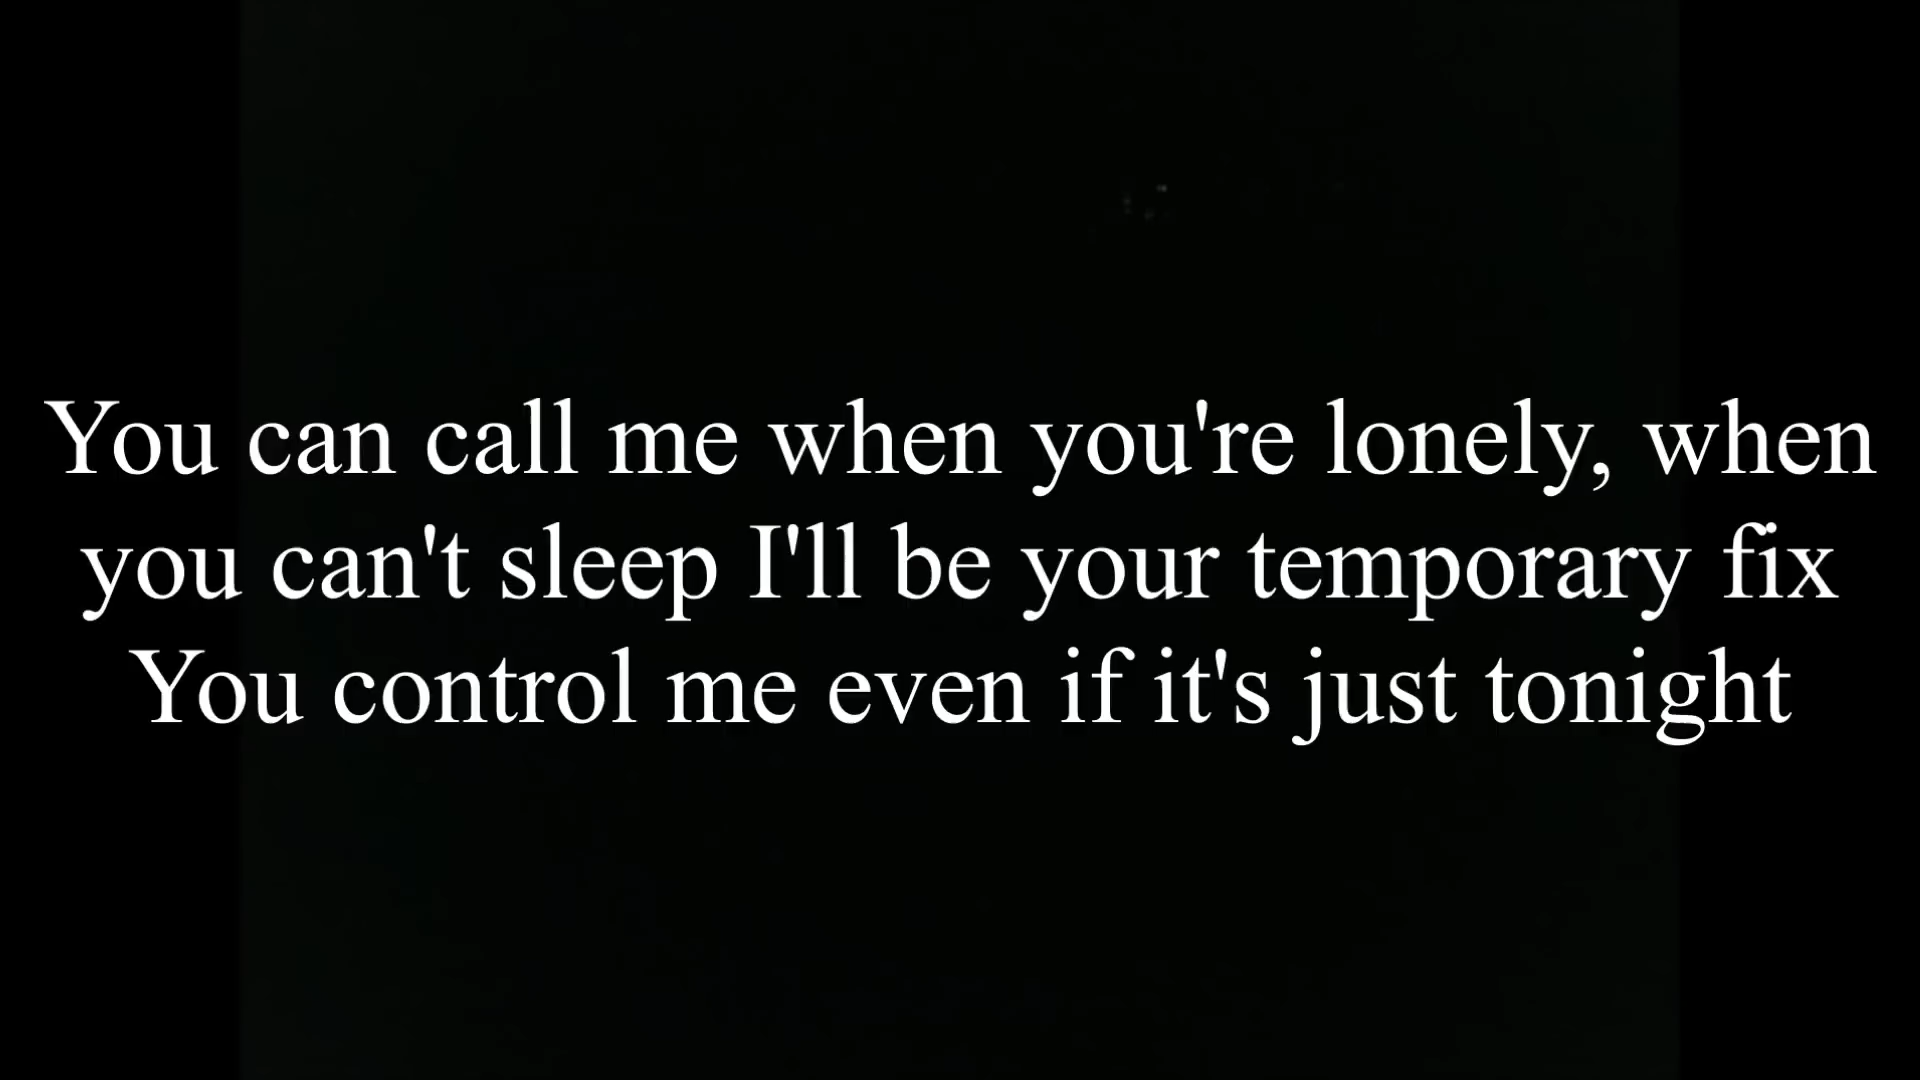 You can call me when you're lonely, when
you can't sleep I'll be your temporary fix
You control me even if it's just tonight